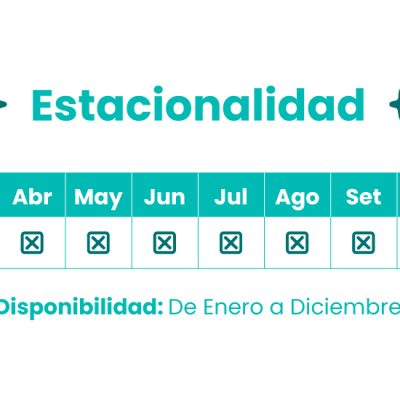 Estacionalidad
Abr May Jun Jul Ago Set
Disponibilidad: De Enero a Diciembre